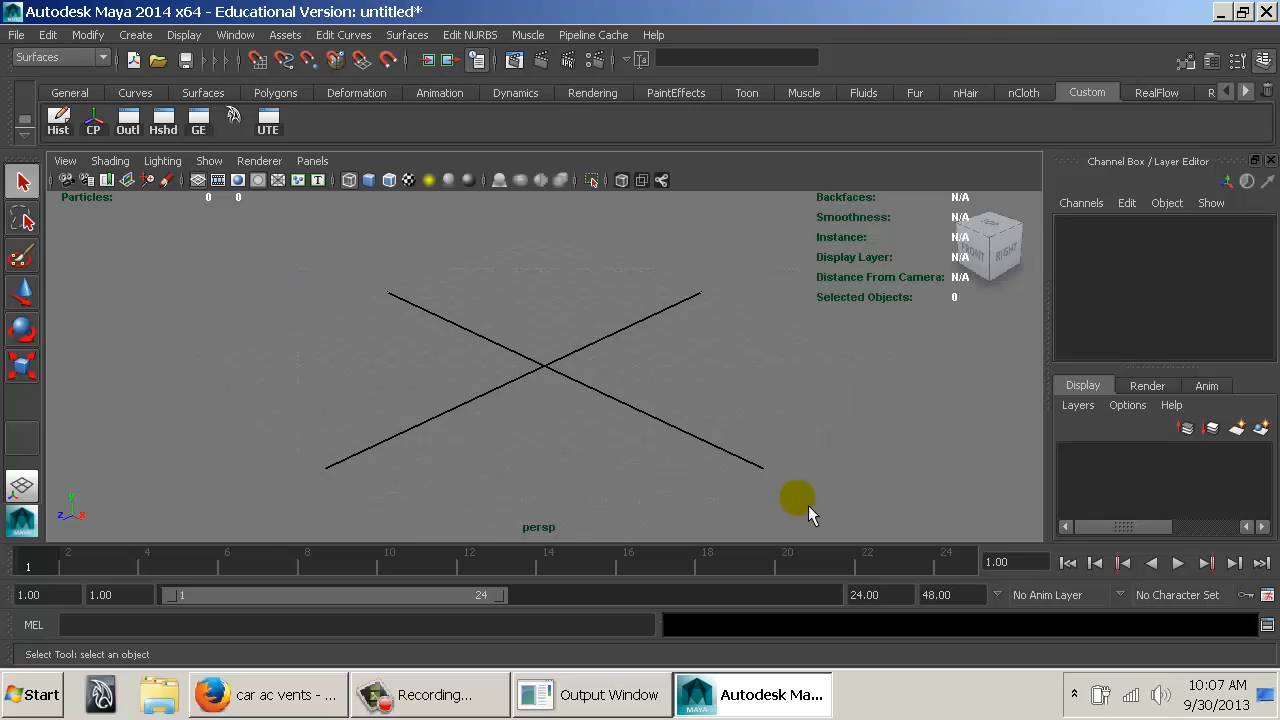 Autodesk Maya 2014 x64 - Educational Version: untitled*
File Edit Modify Create Display Window Assets Edit Curves Surfaces Edit NURBS Muscle Pipeline Cache Help
Surfaces
General Curves Surfaces Polygons Deformation Animation Dynamics Rendering PaintEffects Toon Muscle Fluids Fur nHair nCloth Custom RealFlow R
Hist CP Outl Hshd GE UTE
View Shading Lighting Show Renderer Panels
Channel Box / Layer Editor
Channels Edit Object Show
Particles: 0 0
Backfaces: N/A
Smoothness: N/A
Instance: N/A
Display Layer: N/A
Distance From Camera: N/A
Selected Objects: 0
TOP
FRONT RIGHT
Display Render Anim
Layers Options Help
y
z x
persp
2 4 6 8 10 12 14 16 18 20 22 24
1
1.00
1.00 1.00 1 24 24.00 48.00 No Anim Layer No Character Set
MEL
Select Tool: select an object
Start car ac vents - ... Recording... Output Window Autodesk Ma...
MAYA
10:07 AM
9/30/2013